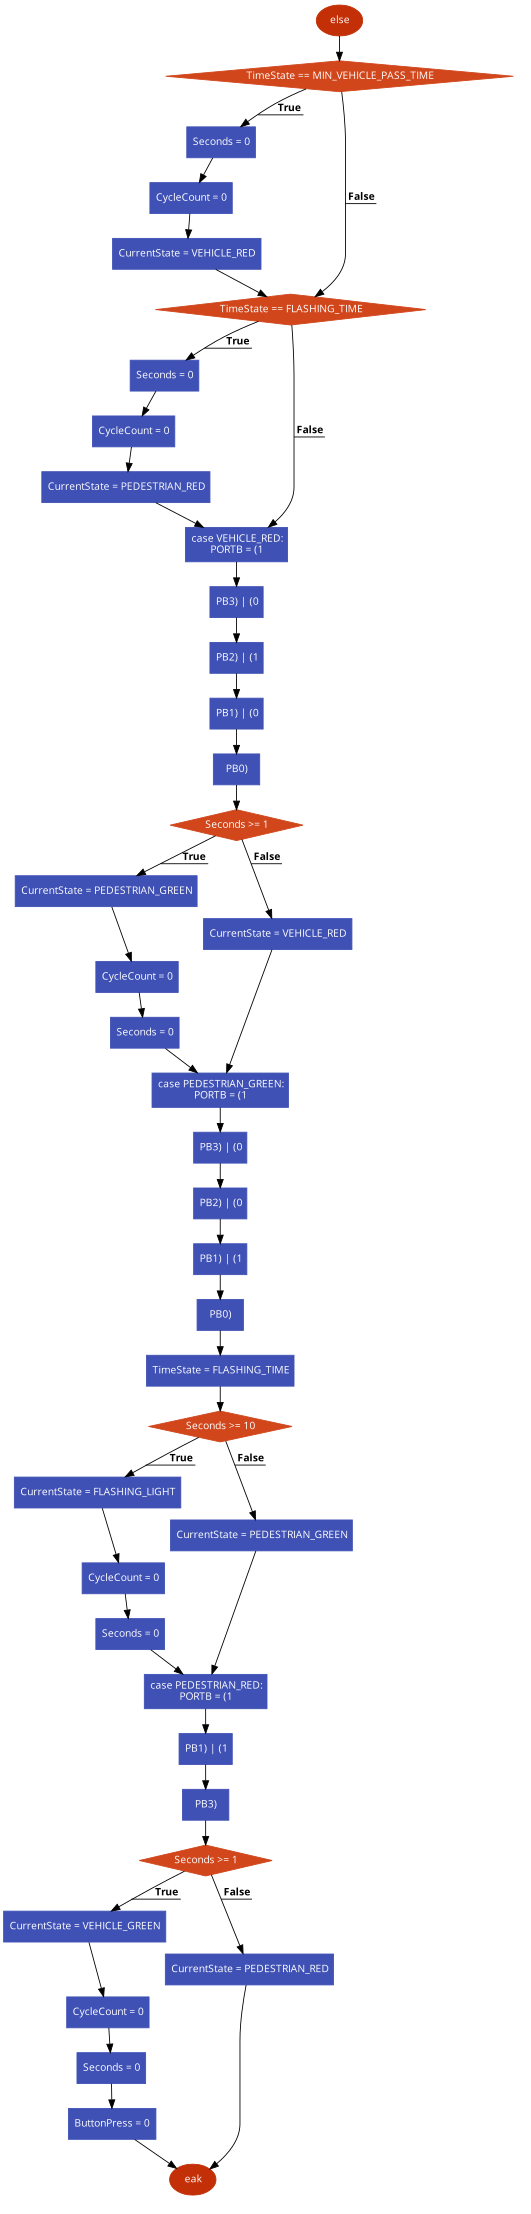 else
TimeState == MIN_VEHICLE_PASS_TIME
True
Seconds = 0
False
CycleCount = 0
CurrentState = VEHICLE_RED
TimeState == FLASHING_TIME
True
Seconds = 0
CycleCount = 0
False
CurrentState = PEDESTRIAN_RED
case VEHICLE_RED:
PORTB = (1
PB3) | (0
PB2) | (1
PB1) | (0
PB0)
Seconds >= 1
True
False
CurrentState = PEDESTRIAN_GREEN
CurrentState = VEHICLE_RED
CycleCount = 0
Seconds = 0
case PEDESTRIAN_GREEN:
PORTB = (1
PB3) | (0
PB2) | (0
PB1) | (1
PB0)
TimeState = FLASHING_TIME
Seconds >= 10
True
False
CurrentState = FLASHING_LIGHT
CurrentState = PEDESTRIAN_GREEN
CycleCount = 0
Seconds = 0
case PEDESTRIAN_RED:
PORTB = (1
PB1) | (1
PB3)
Seconds >= 1
True
False
CurrentState = VEHICLE_GREEN
CurrentState = PEDESTRIAN_RED
CycleCount = 0
Seconds = 0
ButtonPress = 0
eak